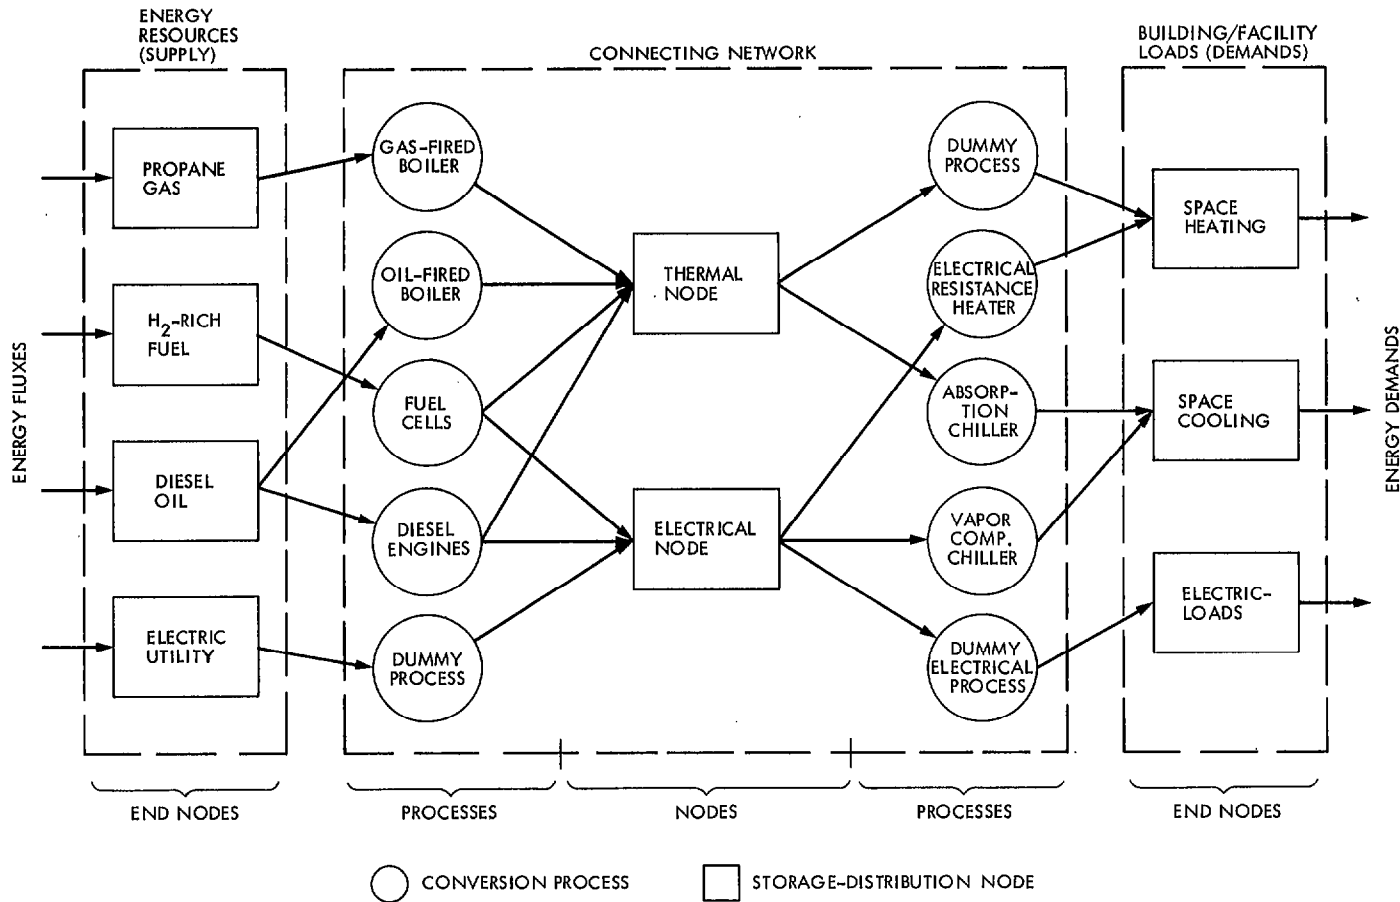 ENERGY
RESOURCES
(SUPPLY)
CONNECTING NETWORK
BUILDING/FACILITY
LOADS (DEMANDS)
ENERGY FLUXES
PROPANE
GAS
H2-RICH
FUEL
DIESEL
OIL
ELECTRIC
UTILITY
GAS-FIRED
BOILER
OIL-FIRED
BOILER
FUEL
CELLS
DIESEL
ENGINES
DUMMY
PROCESS
THERMAL
NODE
ELECTRICAL
NODE
DUMMY
PROCESS
ELECTRICAL
RESISTANCE
HEATER
ABSORP-
TION
CHILLER
VAPOR
COMP.
CHILLER
DUMMY
ELECTRICAL
PROCESS
SPACE
HEATING
SPACE
COOLING
ELECTRIC-
LOADS
ENERGY DEMANDS
END NODES
PROCESSES
NODES
PROCESSES
END NODES
CONVERSION PROCESS
STORAGE-DISTRIBUTION NODE